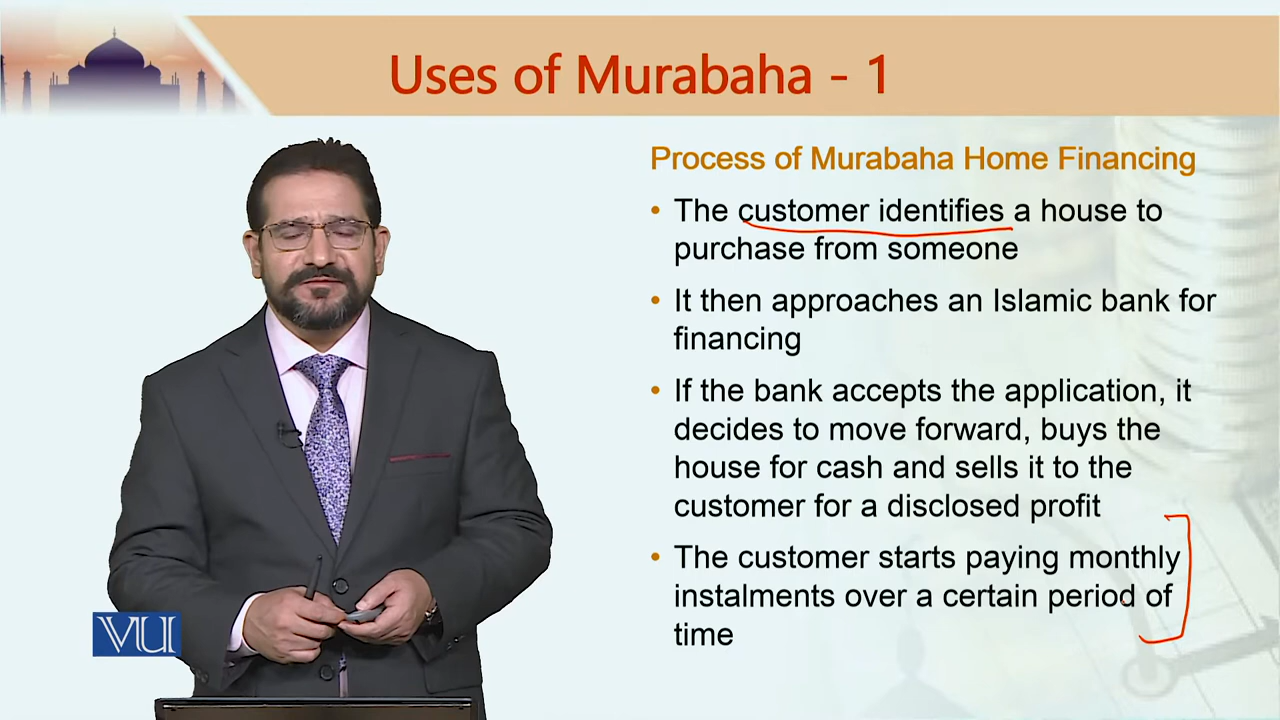 Uses of Murabaha - 1
Process of Murabaha Home Financing
• The customer identifies a house to
purchase from someone
• It then approaches an Islamic bank for
financing
• If the bank accepts the application, it
decides to move forward, buys the
house for cash and sells it to the
customer for a disclosed profit
• The customer starts paying monthly
instalments over a certain period of
time
VU